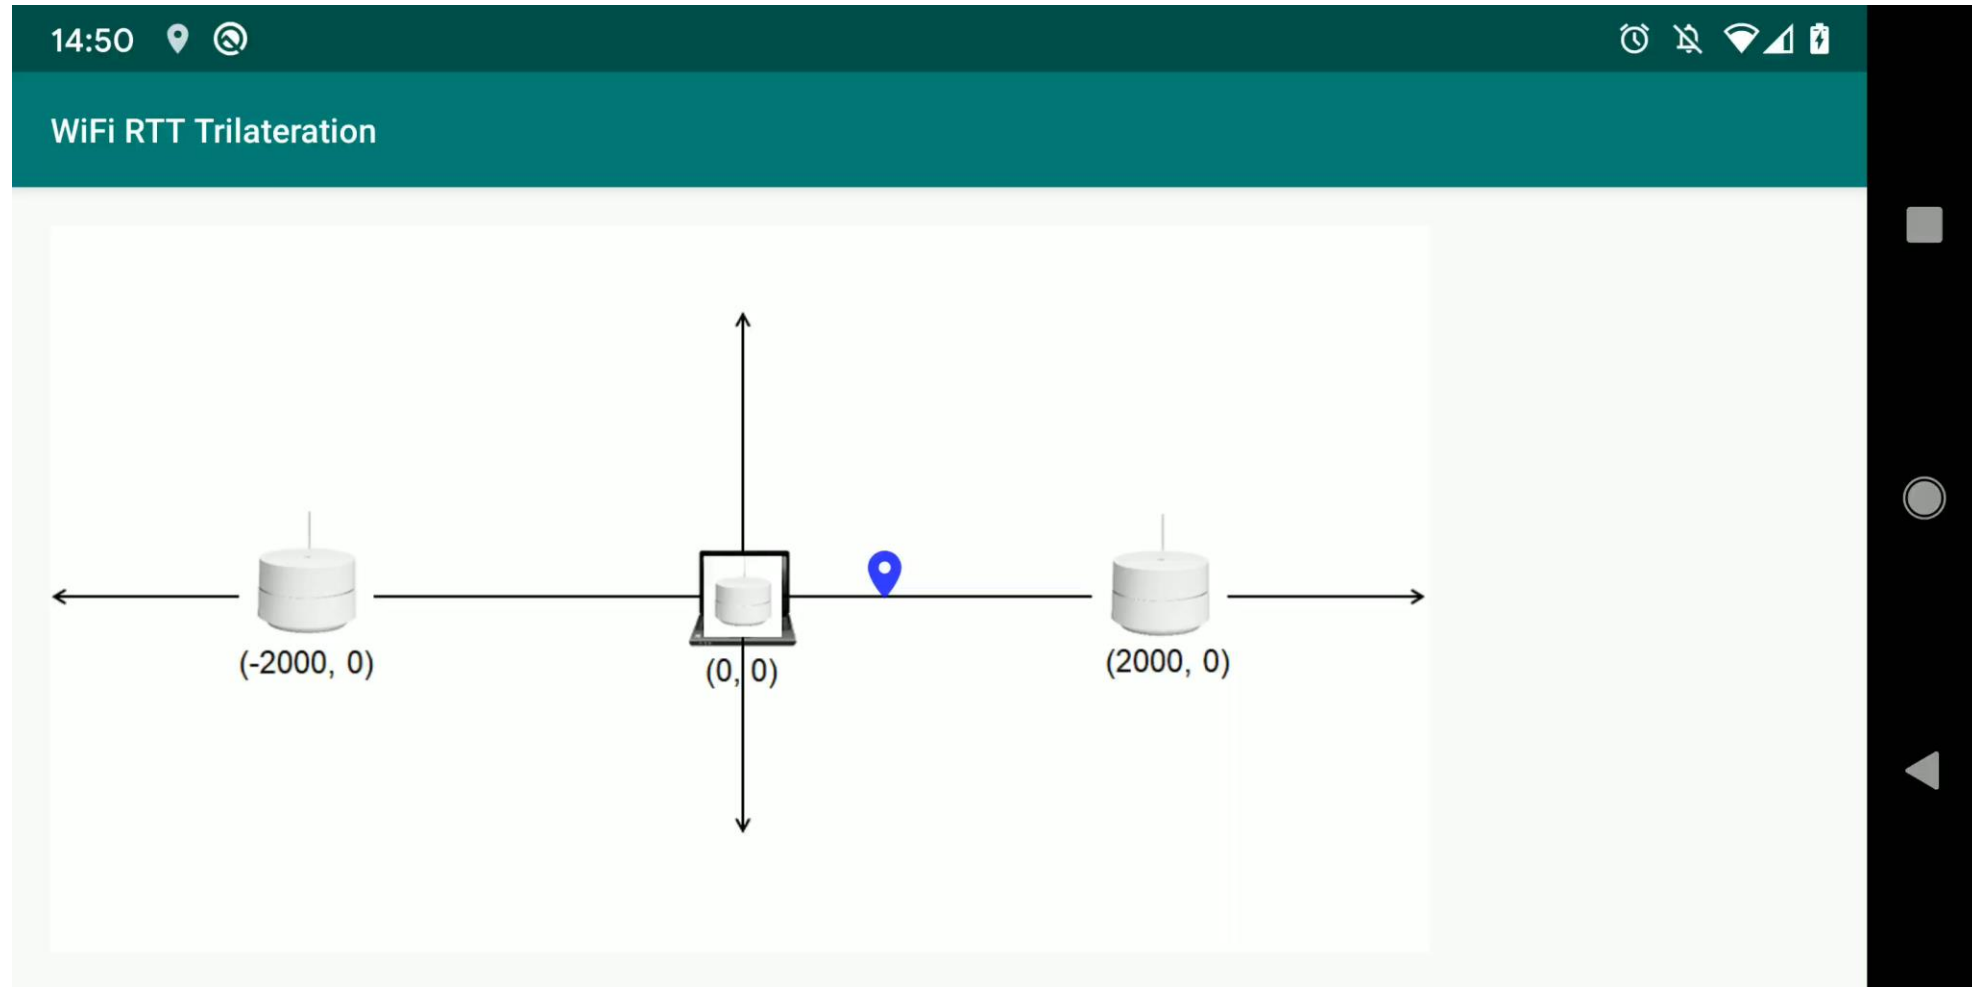 14:50
WiFi RTT Trilateration
(-2000, 0)
(0, 0)
(2000, 0)